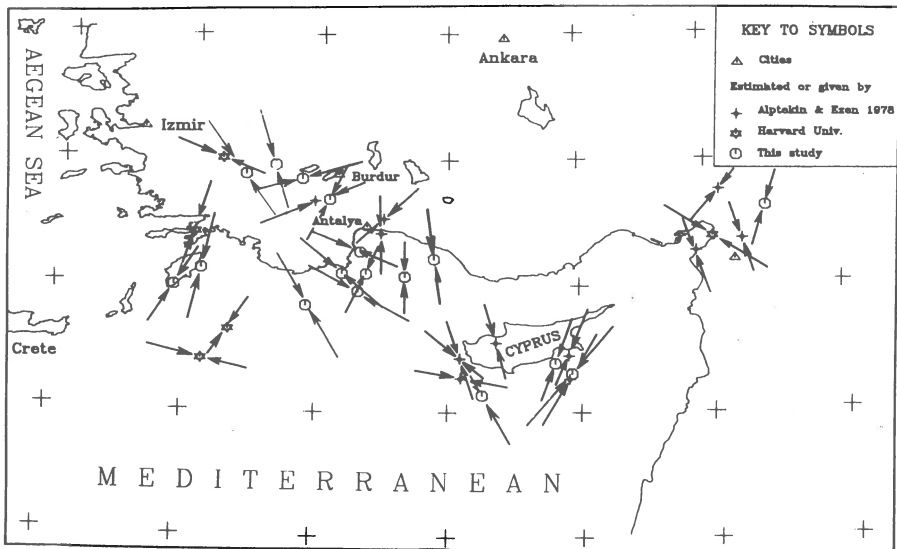 KEY TO SYMBOLS
Cities
Estimated or given by
Alptekin & Ezen 1978
Harvard Univ.
This study
AEGEAN SEA
Ankara
Izmir
Burdur
Antalya
Crete
CYPRUS
MEDITERRANEAN